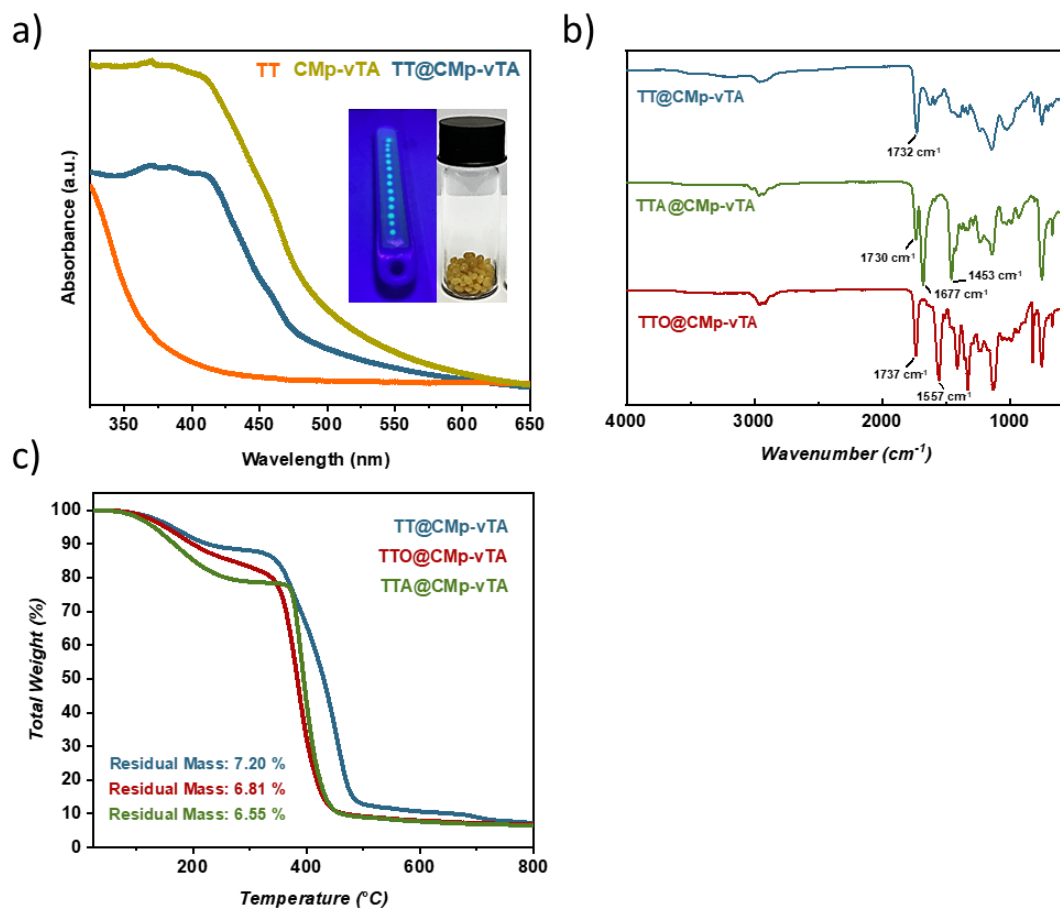 a)
TT CMp-vTA TT@CMp-vTA
Absorbance (a.u.)
350 400 450 500 550 600 650
Wavelength (nm)
b)
TT@CMp-vTA
1732 cm⁻¹
TTA@CMp-vTA
1730 cm⁻¹
1453 cm⁻¹
1677 cm⁻¹
TTO@CMp-vTA
1737 cm⁻¹
1557 cm⁻¹
4000 3000 2000 1000
Wavenumber (cm⁻¹)
c)
100
90
80
70
60
50
40
30
20
10
0
Total Weight (%)
TT@CMp-vTA
TTO@CMp-vTA
TTA@CMp-vTA
Residual Mass: 7.20 %
Residual Mass: 6.81 %
Residual Mass: 6.55 %
200 400 600 800
Temperature (°C)